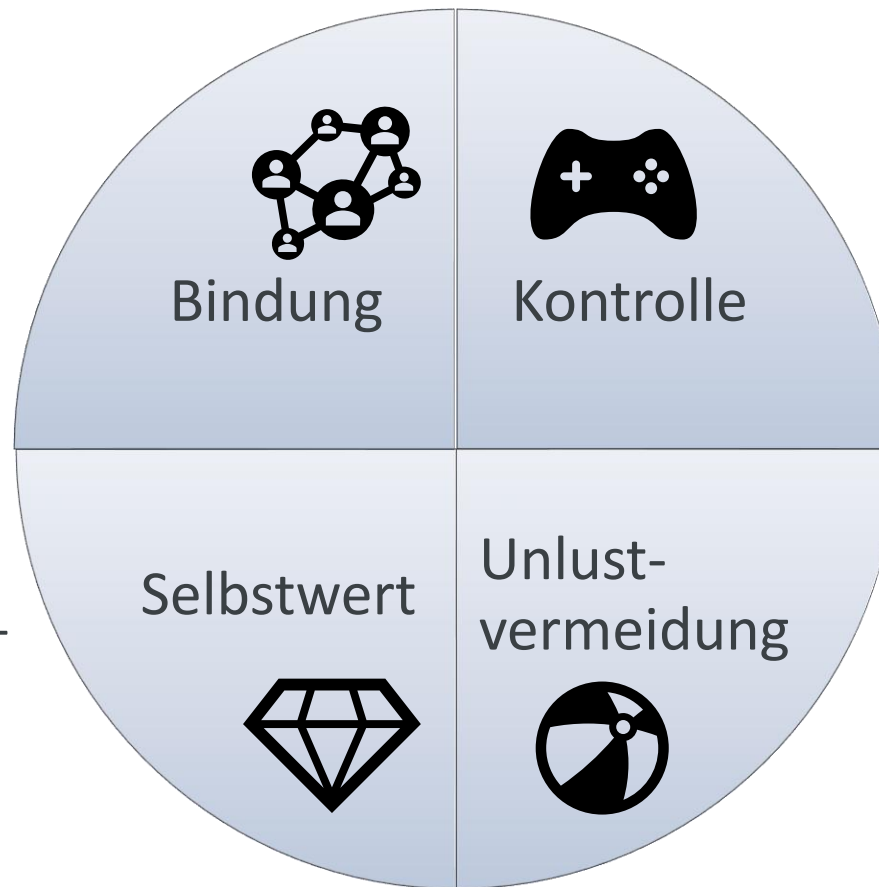 Bindung
Kontrolle
Selbstwert
Unlust-
vermeidung
-